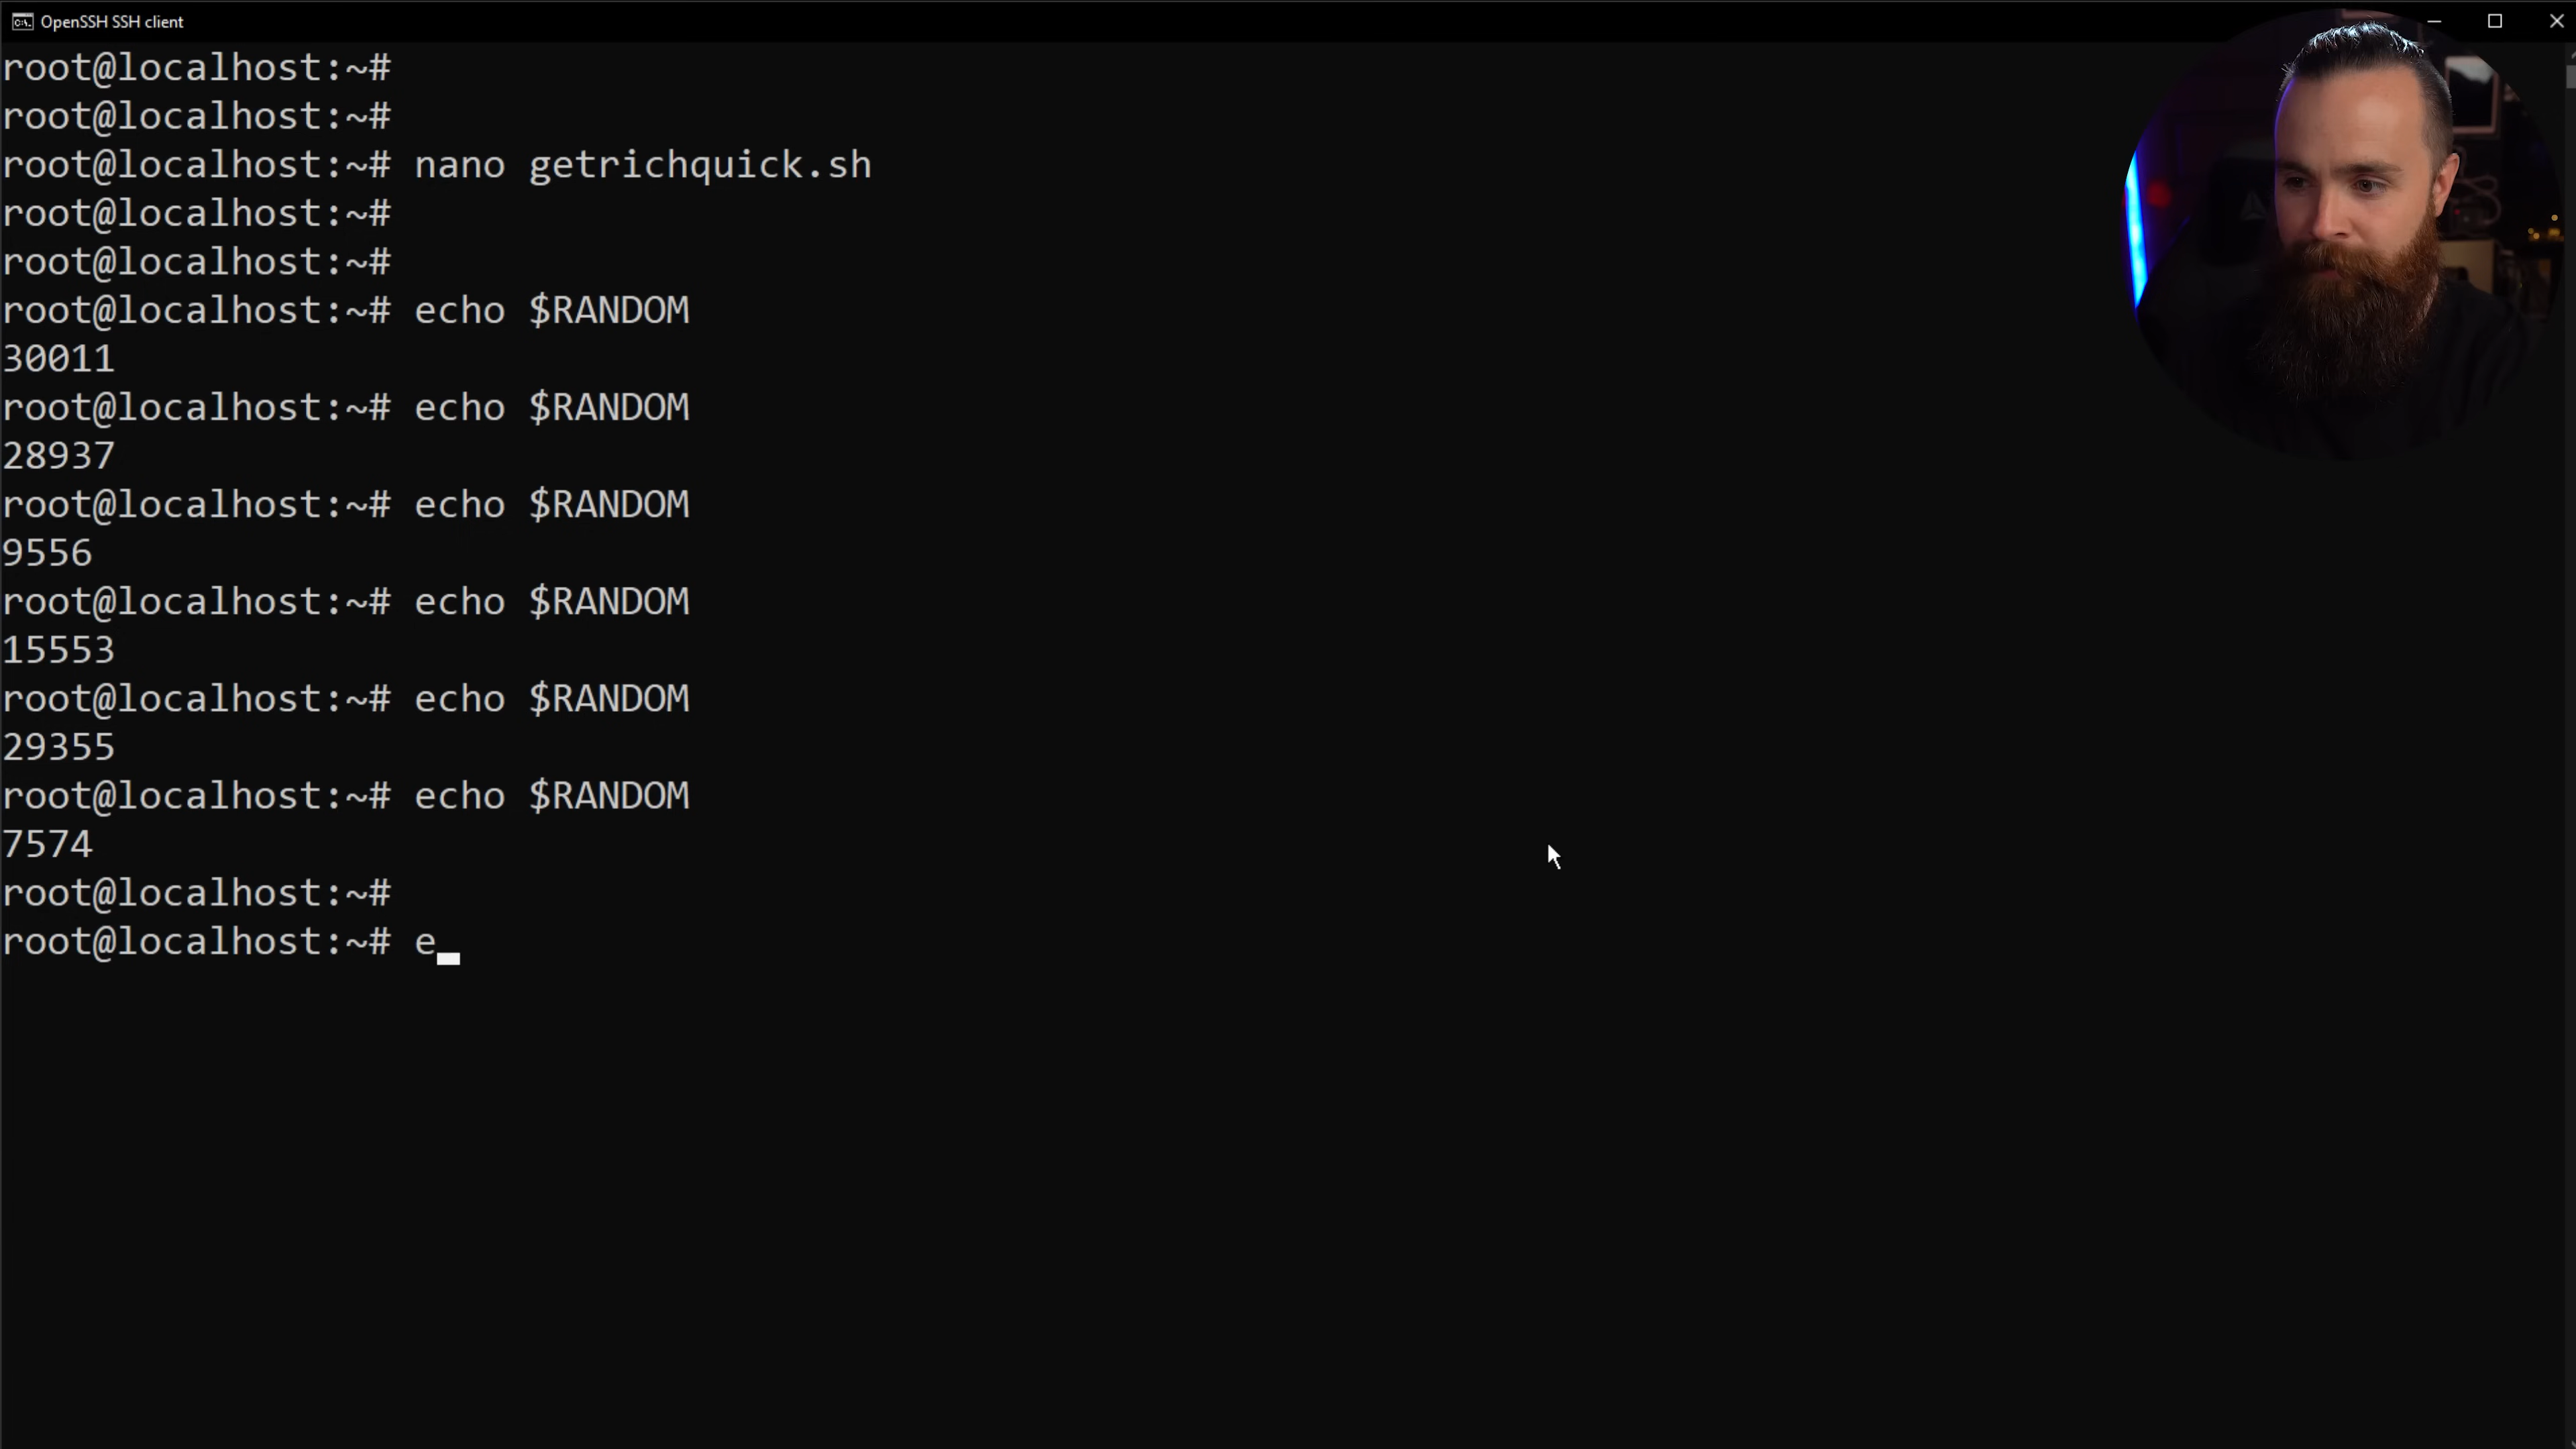 OpenSSH SSH client
root@localhost:~#
root@localhost:~#
root@localhost:~# nano getrichquick.sh
root@localhost:~#
root@localhost:~#
root@localhost:~# echo $RANDOM
30011
root@localhost:~# echo $RANDOM
28937
root@localhost:~# echo $RANDOM
9556
root@localhost:~# echo $RANDOM
15553
root@localhost:~# echo $RANDOM
29355
root@localhost:~# echo $RANDOM
7574
root@localhost:~#
root@localhost:~# e